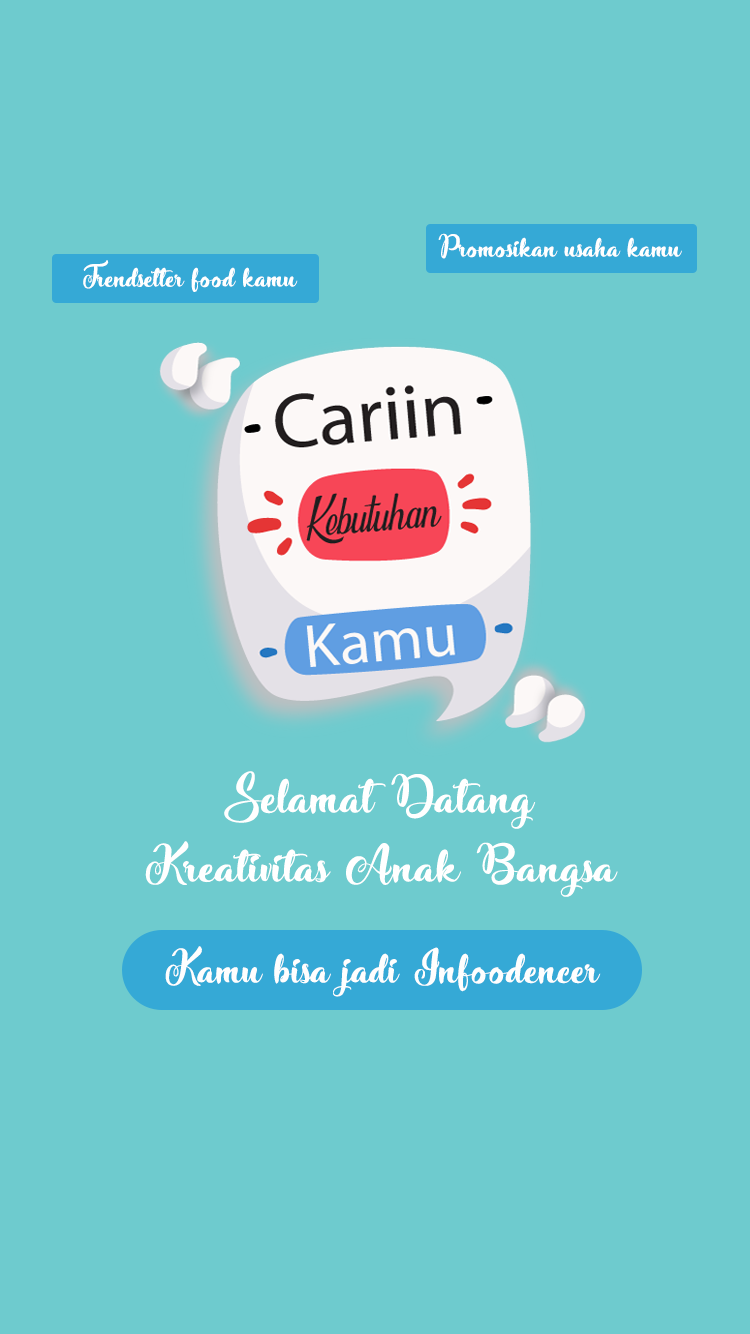 Promosikan usaha kamu
Trendsetter food kamu
Cariin
Kebutuhan
Kamu
Selamat Datang
Kreativitas Anak Bangsa
Kamu bisa jadi Infoodencer